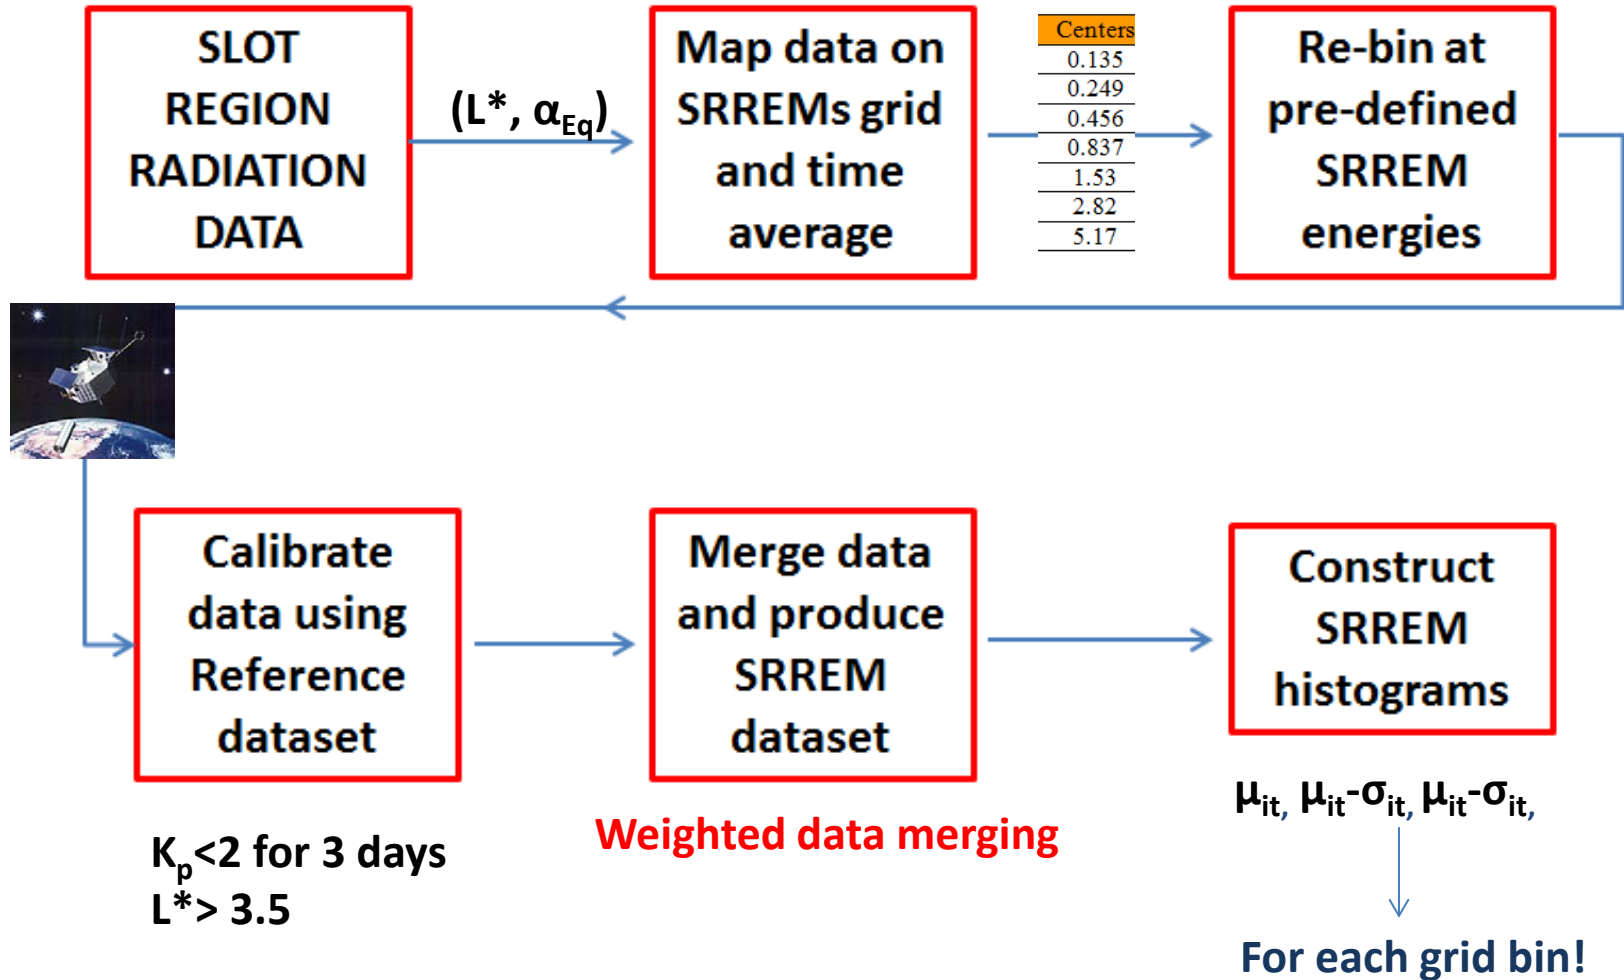 SLOT
REGION
RADIATION
DATA
(L*, αEq)
Map data on
SRREMs grid
and time
average
Centers
0.135
0.249
0.456
0.837
1.53
2.82
5.17
Re-bin at
pre-defined
SRREM
energies
Calibrate
data using
Reference
dataset
Kp<2 for 3 days
L*> 3.5
Merge data
and produce
SRREM
dataset
Weighted data merging
Construct
SRREM
histograms
μit, μit-σit, μit-σit,
For each grid bin!